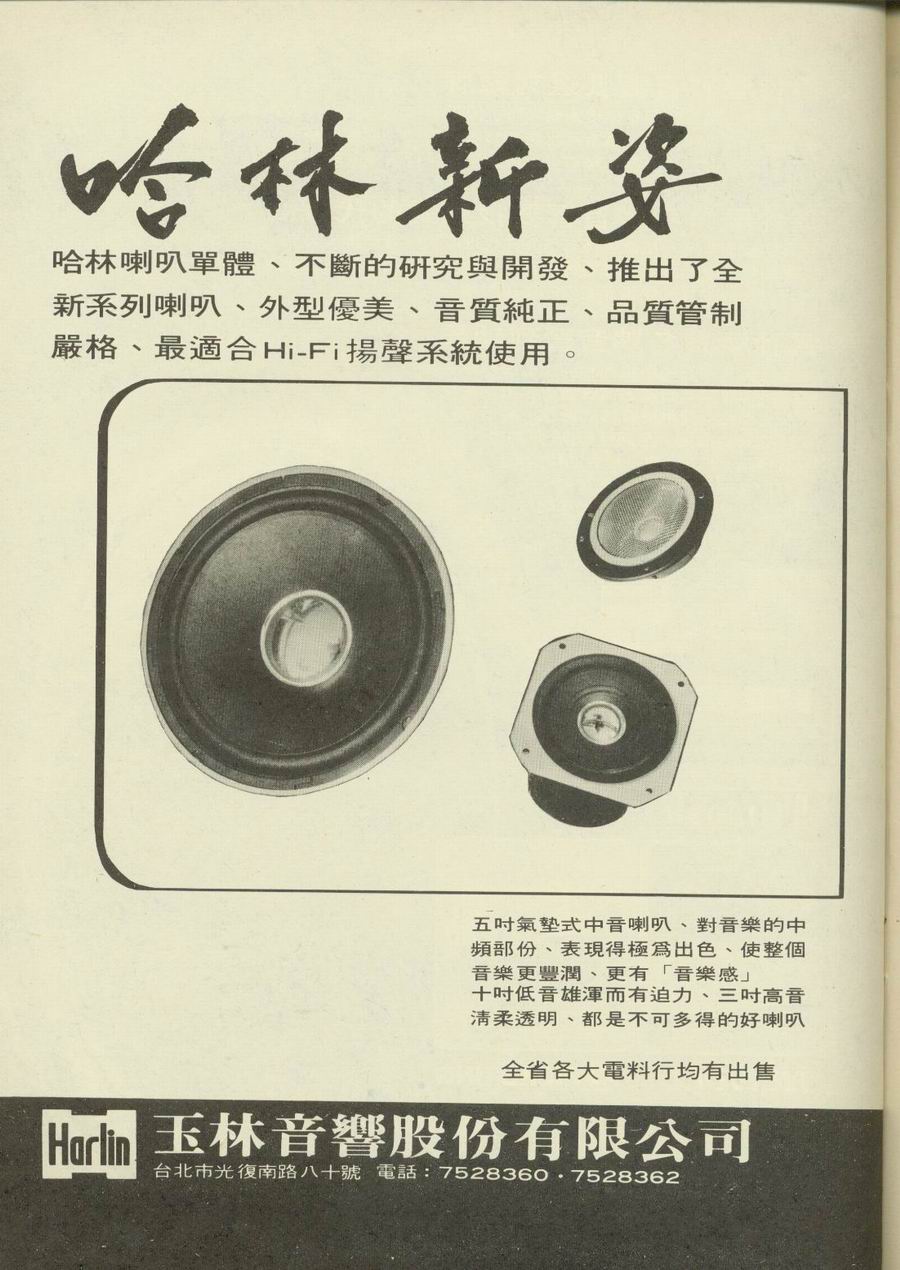 哈林新姿
哈林喇叭單體、不斷的研究與開發、推出了全
新系列喇叭、外型優美、音質純正、品質管制
嚴格、最適合Hi-Fi揚聲系統使用。
五吋氣墊式中音喇叭、對音樂的中
頻部份、表現得極爲出色、使整個
音樂更豐潤、更有「音樂感」
十吋低音雄渾而有迫力、三吋高音
清柔透明、都是不可多得的好喇叭
全省各大電料行均有出售
Harlin 玉林音響股份有限公司
台北市光復南路八十號 電話：7528360・7528362